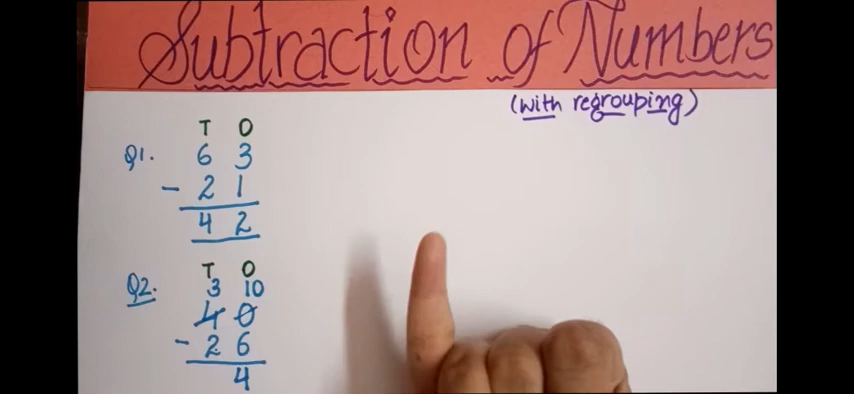 Subtraction of Numbers
(with regrouping)
T O
Q1. 6 3
- 2 1
4 2
T O
Q2. 3 10
4 0
- 2 6
4